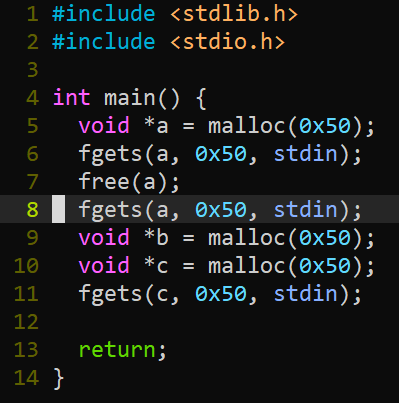 1 #include <stdlib.h>
2 #include <stdio.h>
3
4 int main() {
5   void *a = malloc(0x50);
6   fgets(a, 0x50, stdin);
7   free(a);
8   fgets(a, 0x50, stdin);
9   void *b = malloc(0x50);
10   void *c = malloc(0x50);
11   fgets(c, 0x50, stdin);
12
13   return;
14 }